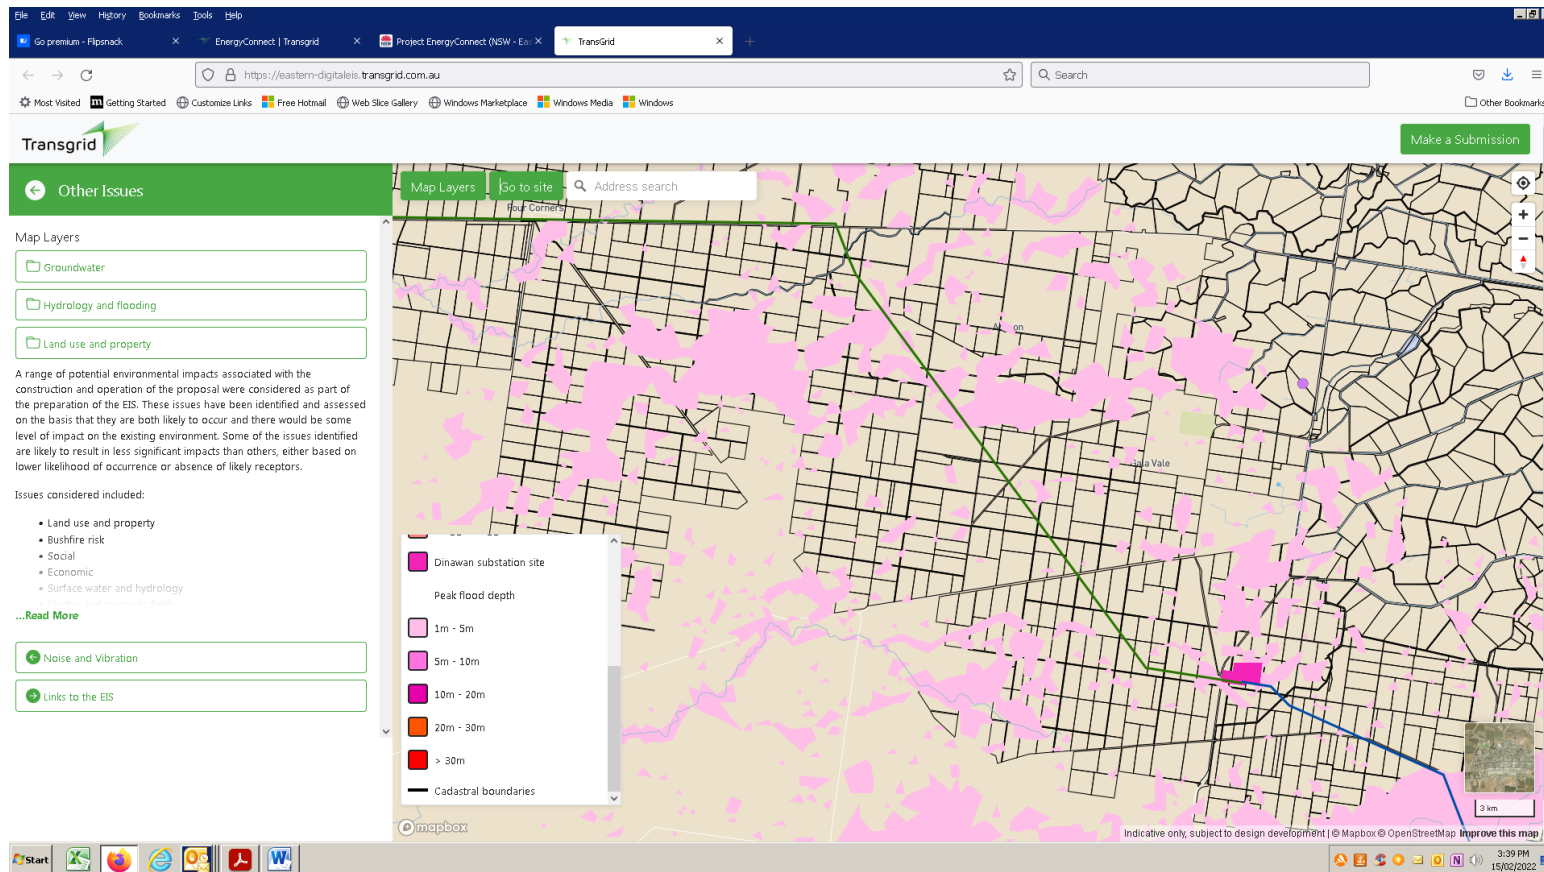 File Edit View History Bookmarks Tools Help
Go premium - Flipsnack
EnergyConnect | Transgrid
Project EnergyConnect (NSW - Eas
TransGrid
https://eastern-digitaleis.transgrid.com.au
Search
Most Visited Getting Started Customize Links Free Hotmail Web Slice Gallery Windows Marketplace Windows Media Windows
Other Bookmarks
Transgrid
Make a Submission
Other Issues
Map Layers
Groundwater
Hydrology and flooding
Land use and property
A range of potential environmental impacts associated with the
construction and operation of the proposal were considered as part of
the preparation of the EIS. These issues have been identified and assessed
on the basis that they are both likely to occur and there would be some
level of impact on the existing environment. Some of the issues identified
are likely to result in less significant impacts than others, either based on
lower likelihood of occurrence or absence of likely receptors.
Issues considered included:
• Land use and property
• Bushfire risk
• Social
• Economic
• Surface water and hydrology
...Read More
Noise and Vibration
Links to the EIS
Map Layers
Go to site
Address search
Four Corners
Vale
Dinawan substation site
Peak flood depth
1m - 5m
5m - 10m
10m - 20m
20m - 30m
> 30m
Cadastral boundaries
mapbox
3 km
Indicative only, subject to design development | © Mapbox © OpenStreetMap Improve this map
Start
3:39 PM
15/02/2022